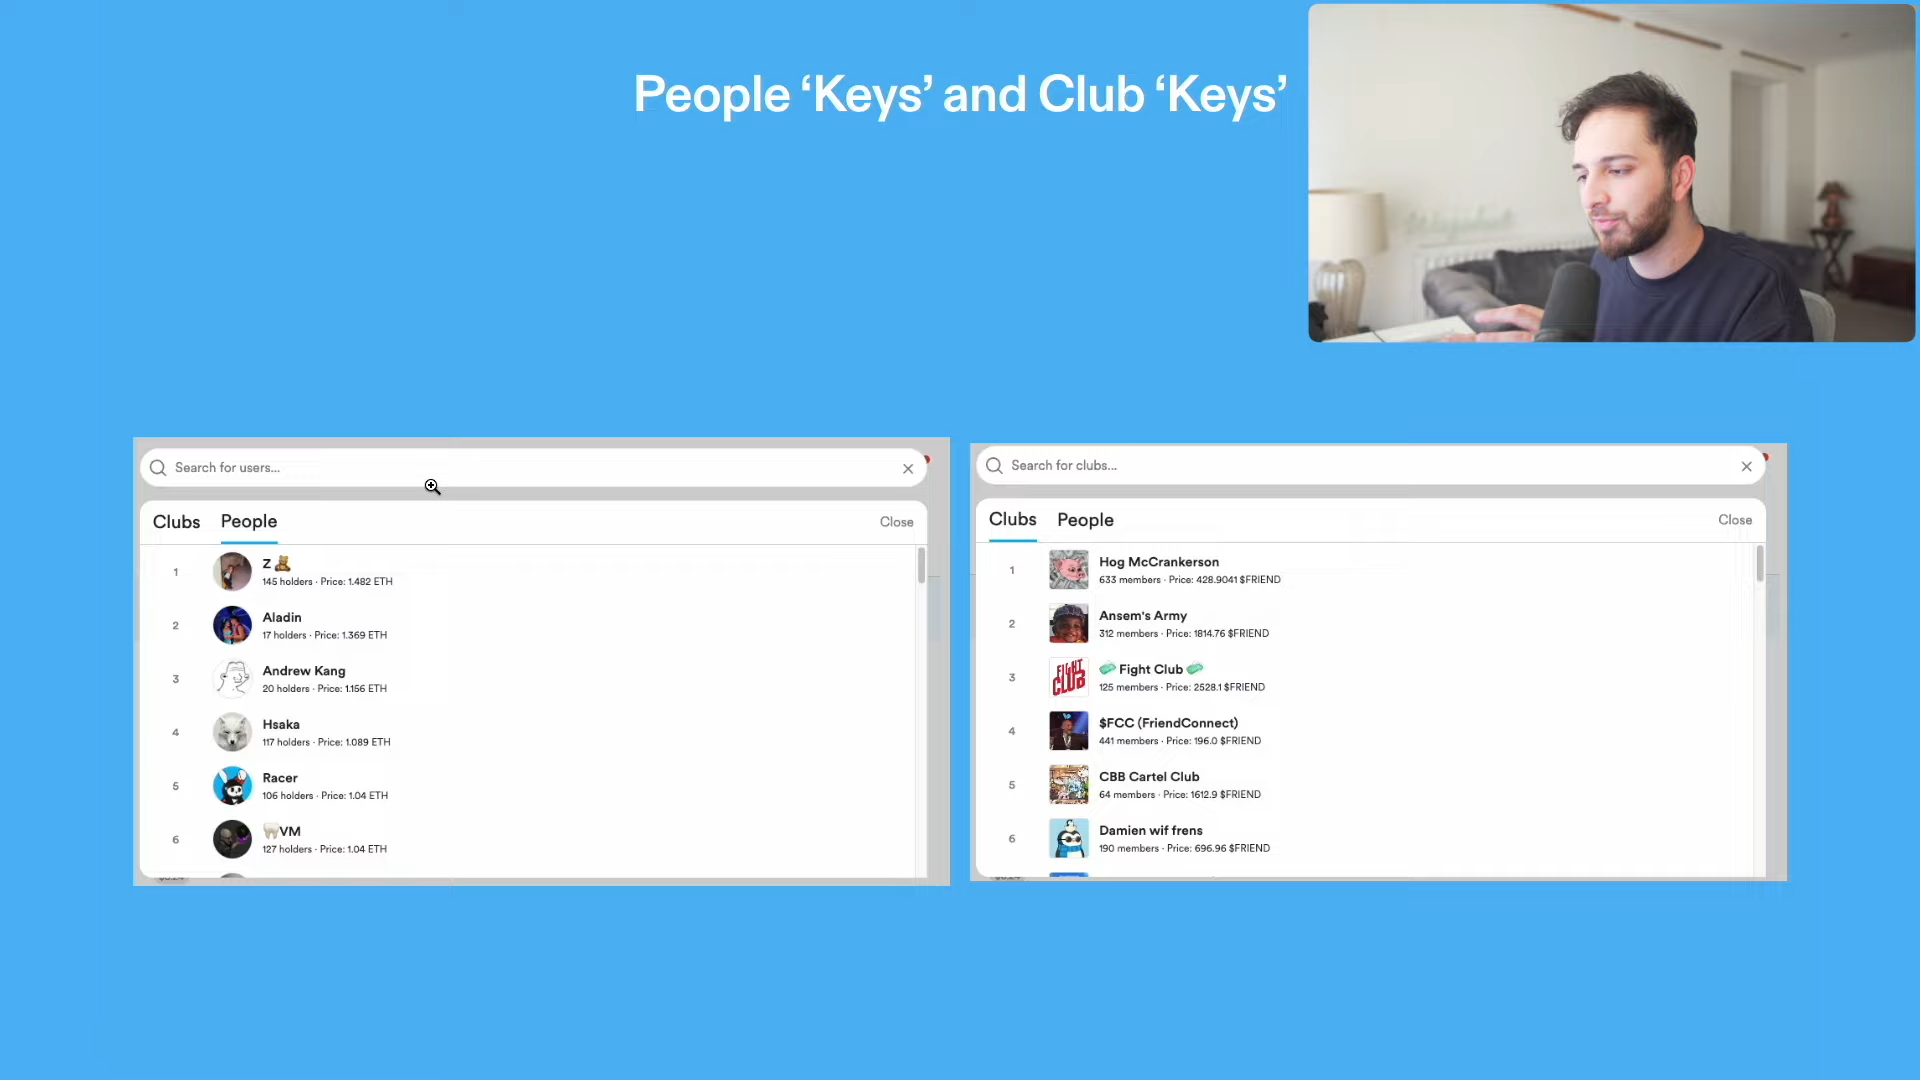 People ‘Keys’ and Club ‘Keys’
Search for users...
Clubs People Close
1 Z
145 holders · Price: 1.482 ETH
2 Aladin
17 holders · Price: 1.369 ETH
3 Andrew Kang
20 holders · Price: 1.156 ETH
4 Hsaka
117 holders · Price: 1.089 ETH
5 Racer
106 holders · Price: 1.04 ETH
6 🦷VM
127 holders · Price: 1.04 ETH
Search for clubs...
Clubs People Close
1 Hog McCrankerson
633 members · Price: 428.9041 $FRIEND
2 Ansem's Army
312 members · Price: 1814.76 $FRIEND
3 Fight Club
FIGHT CLUB
125 members · Price: 2528.1 $FRIEND
4 $FCC (FriendConnect)
441 members · Price: 196.0 $FRIEND
5 CBB Cartel Club
64 members · Price: 1612.9 $FRIEND
6 Damien wif frens
190 members · Price: 696.96 $FRIEND